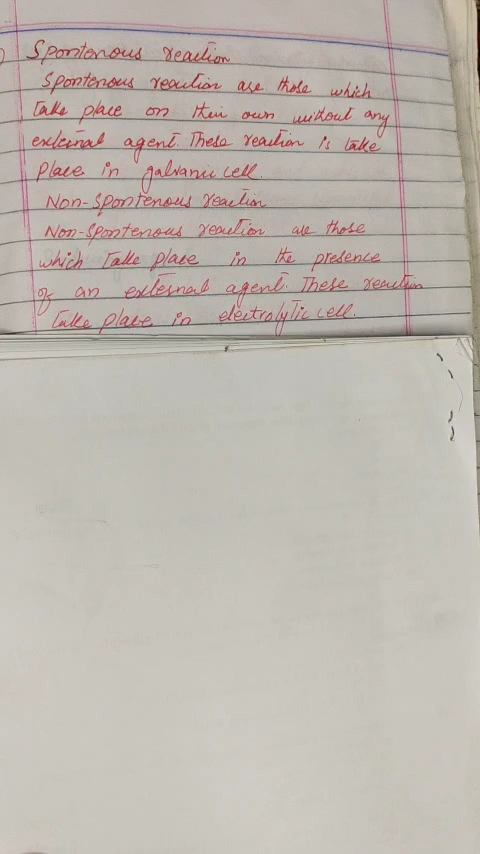 Spontenous reaction
Spontenous reaction are those which
take place on their own without any
external agent. These reaction is take
place in galvanic cell.
Non-Spontenous reaction
Non-Spontenous reaction are those
which take place in the presence
of an external agent. These reaction
take place in electrolytic cell.